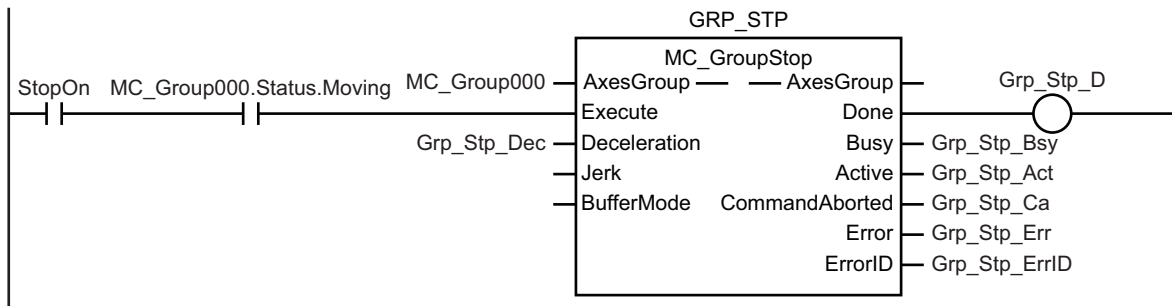 GRP_STP
MC_GroupStop
StopOn MC_Group000.Status.Moving MC_Group000 AxesGroup AxesGroup Grp_Stp_D
Execute Done
Grp_Stp_Dec Deceleration Busy Grp_Stp_Bsy
Jerk Active Grp_Stp_Act
BufferMode CommandAborted Grp_Stp_Ca
Error Grp_Stp_Err
ErrorID Grp_Stp_ErrID